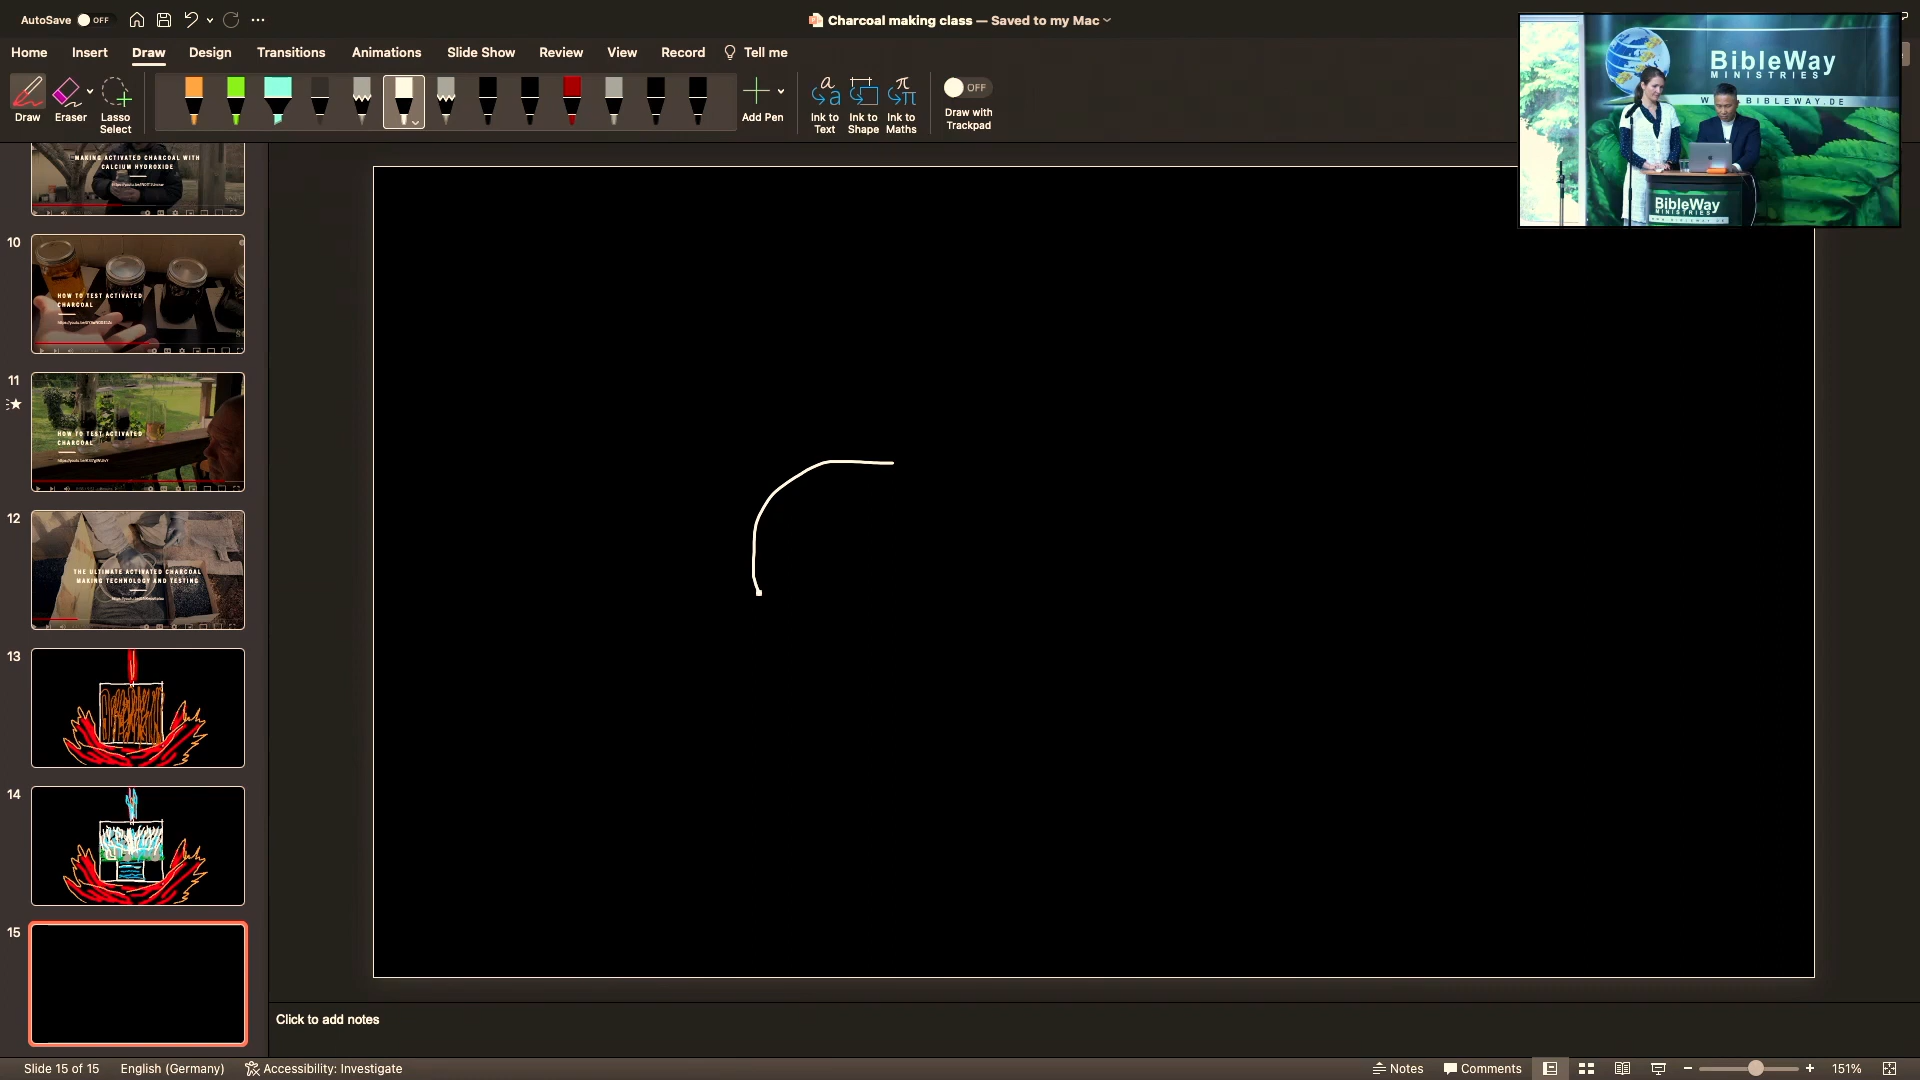 AutoSave OFF
Charcoal making class — Saved to my Mac
Home Insert Draw Design Transitions Animations Slide Show Review View Record Tell me
Draw Eraser Lasso Select
Add Pen
Ink to Text
Ink to Shape
Ink to Maths
OFF
Draw with Trackpad
BibleWay
MINISTRIES
WWW.BIBLEWAY.DE
BibleWay
MINISTRIES
MAKING ACTIVATED CHARCOAL WITH
CALCIUM HYDROXIDE
10
HOW TO TEST ACTIVATED
CHARCOAL
11
HOW TO TEST ACTIVATED
CHARCOAL
12
THE ULTIMATE ACTIVATED CHARCOAL
MAKING TECHNOLOGY AND TESTING
13
14
15
Click to add notes
Slide 15 of 15 English (Germany) Accessibility: Investigate
Notes Comments 151%